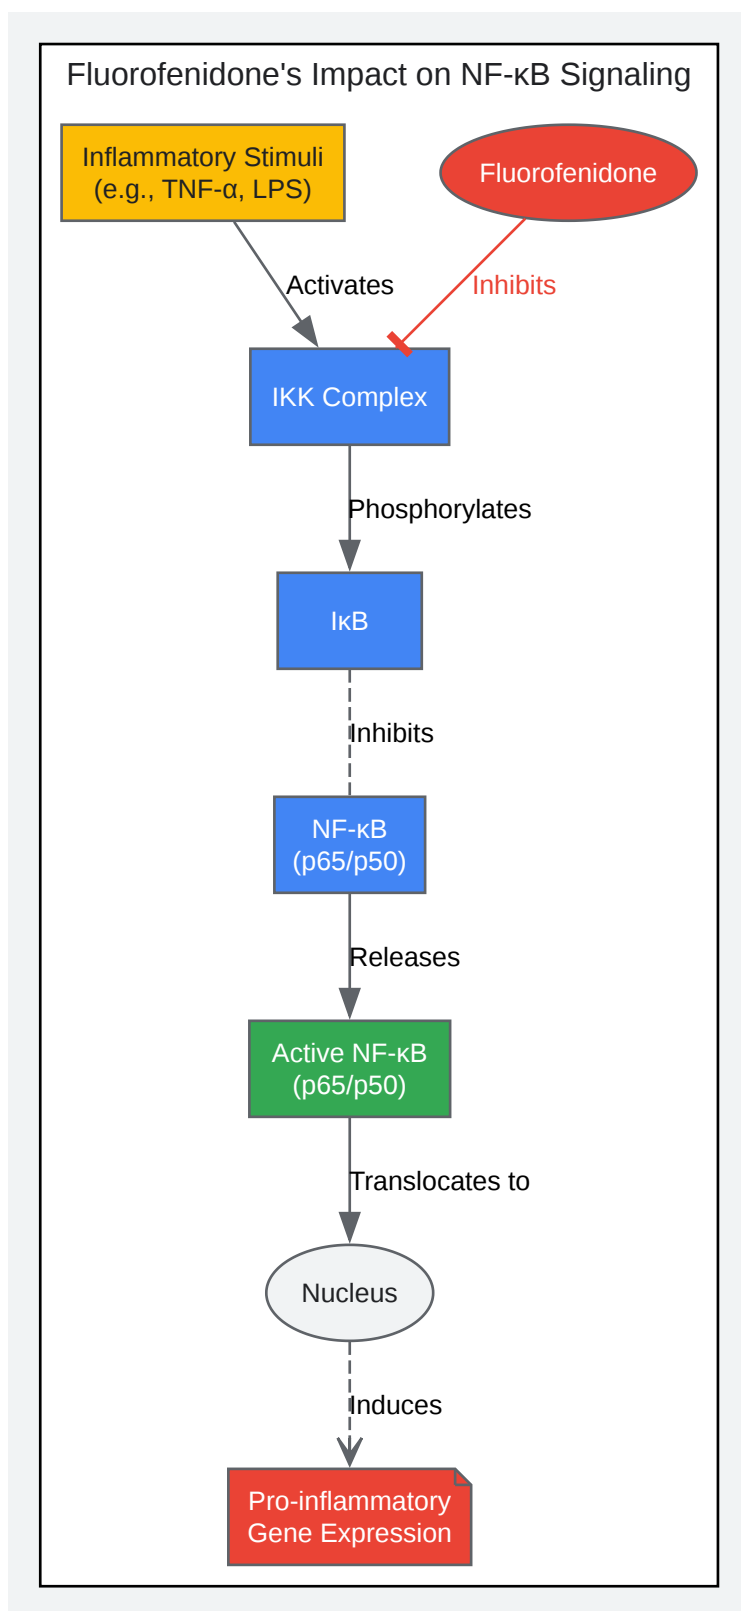 Fluorofenidone's Impact on NF-κB Signaling
Inflammatory Stimuli
(e.g., TNF-α, LPS)
Fluorofenidone
Activates
Inhibits
IKK Complex
Phosphorylates
IκB
Inhibits
NF-κB
(p65/p50)
Releases
Active NF-κB
(p65/p50)
Translocates to
Nucleus
Induces
Pro-inflammatory
Gene Expression